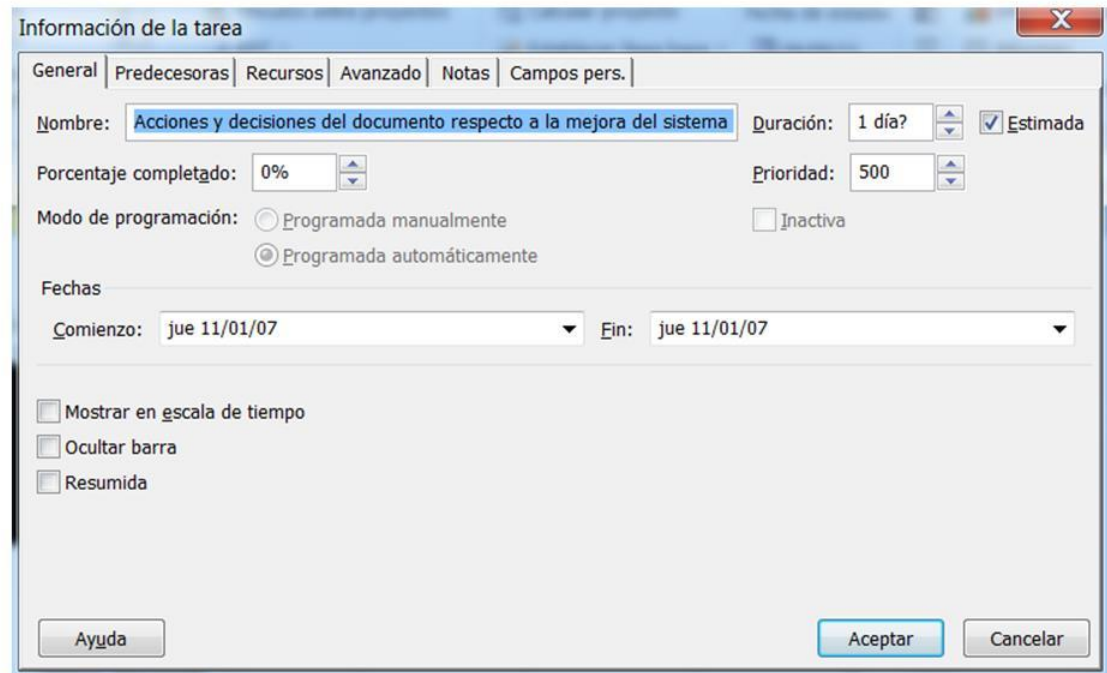 Información de la tarea
General Predecesoras Recursos Avanzado Notas Campos pers.
Nombre: Acciones y decisiones del documento respecto a la mejora del sistema Duración: 1 día? Estimada
Porcentaje completado: 0% Prioridad: 500
Modo de programación: Programada manualmente Inactiva
Programada automáticamente
Fechas
Comienzo: jue 11/01/07 Fin: jue 11/01/07
Mostrar en escala de tiempo
Ocultar barra
Resumida
Ayuda Aceptar Cancelar